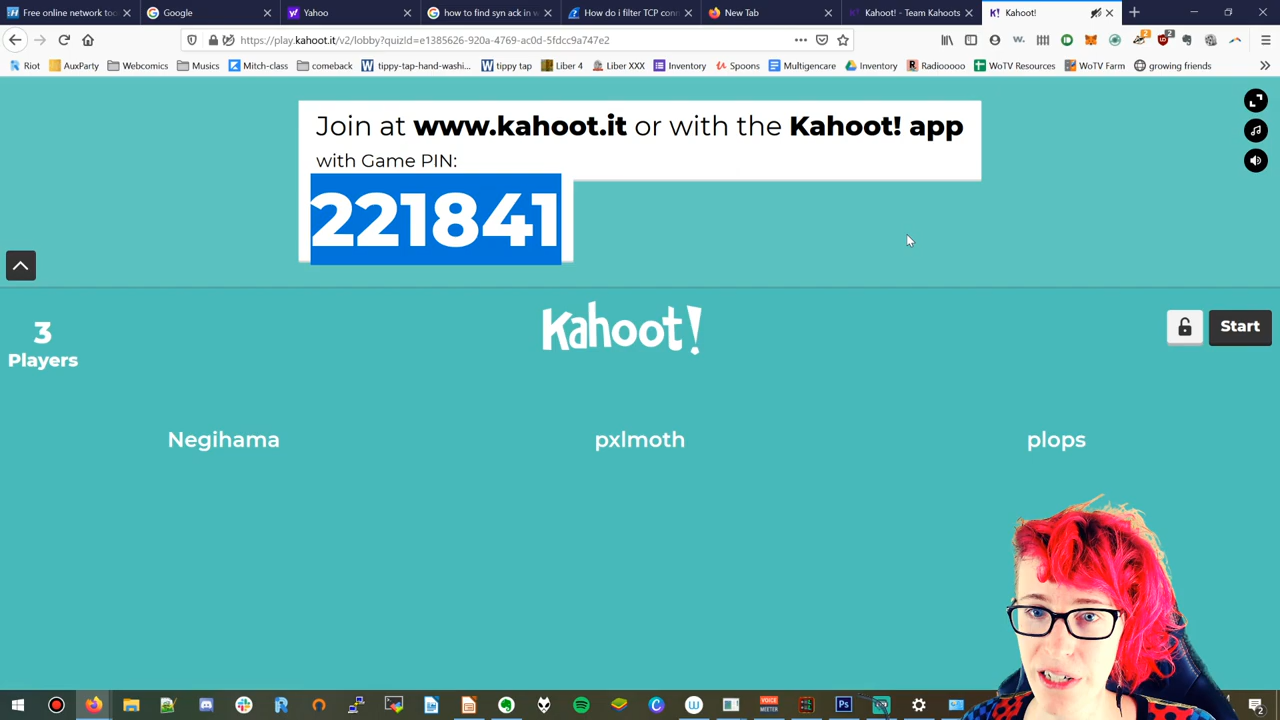 Free online network too
Google
Yahoo
how to find syn ack in w
How do i filter TCP conn
New Tab
Kahoot! - Team Kahoots
K! Kahoot!
https://play.kahoot.it/v2/lobby?quizId=e1385626-920a-4769-ac0d-5fdcc9a747e2
Riot
AuxParty
Webcomics
Musics
Mitch-class
comeback
tippy-tap-hand-washi...
tippy tap
Liber 4
Liber XXX
Inventory
Spoons
Multigencare
Inventory
Radiooooo
WoTV Resources
WoTV Farm
growing friends
Join at www.kahoot.it or with the Kahoot! app
with Game PIN:
221841
3
Players
Kahoot!
Start
Negihama
pxlmoth
plops